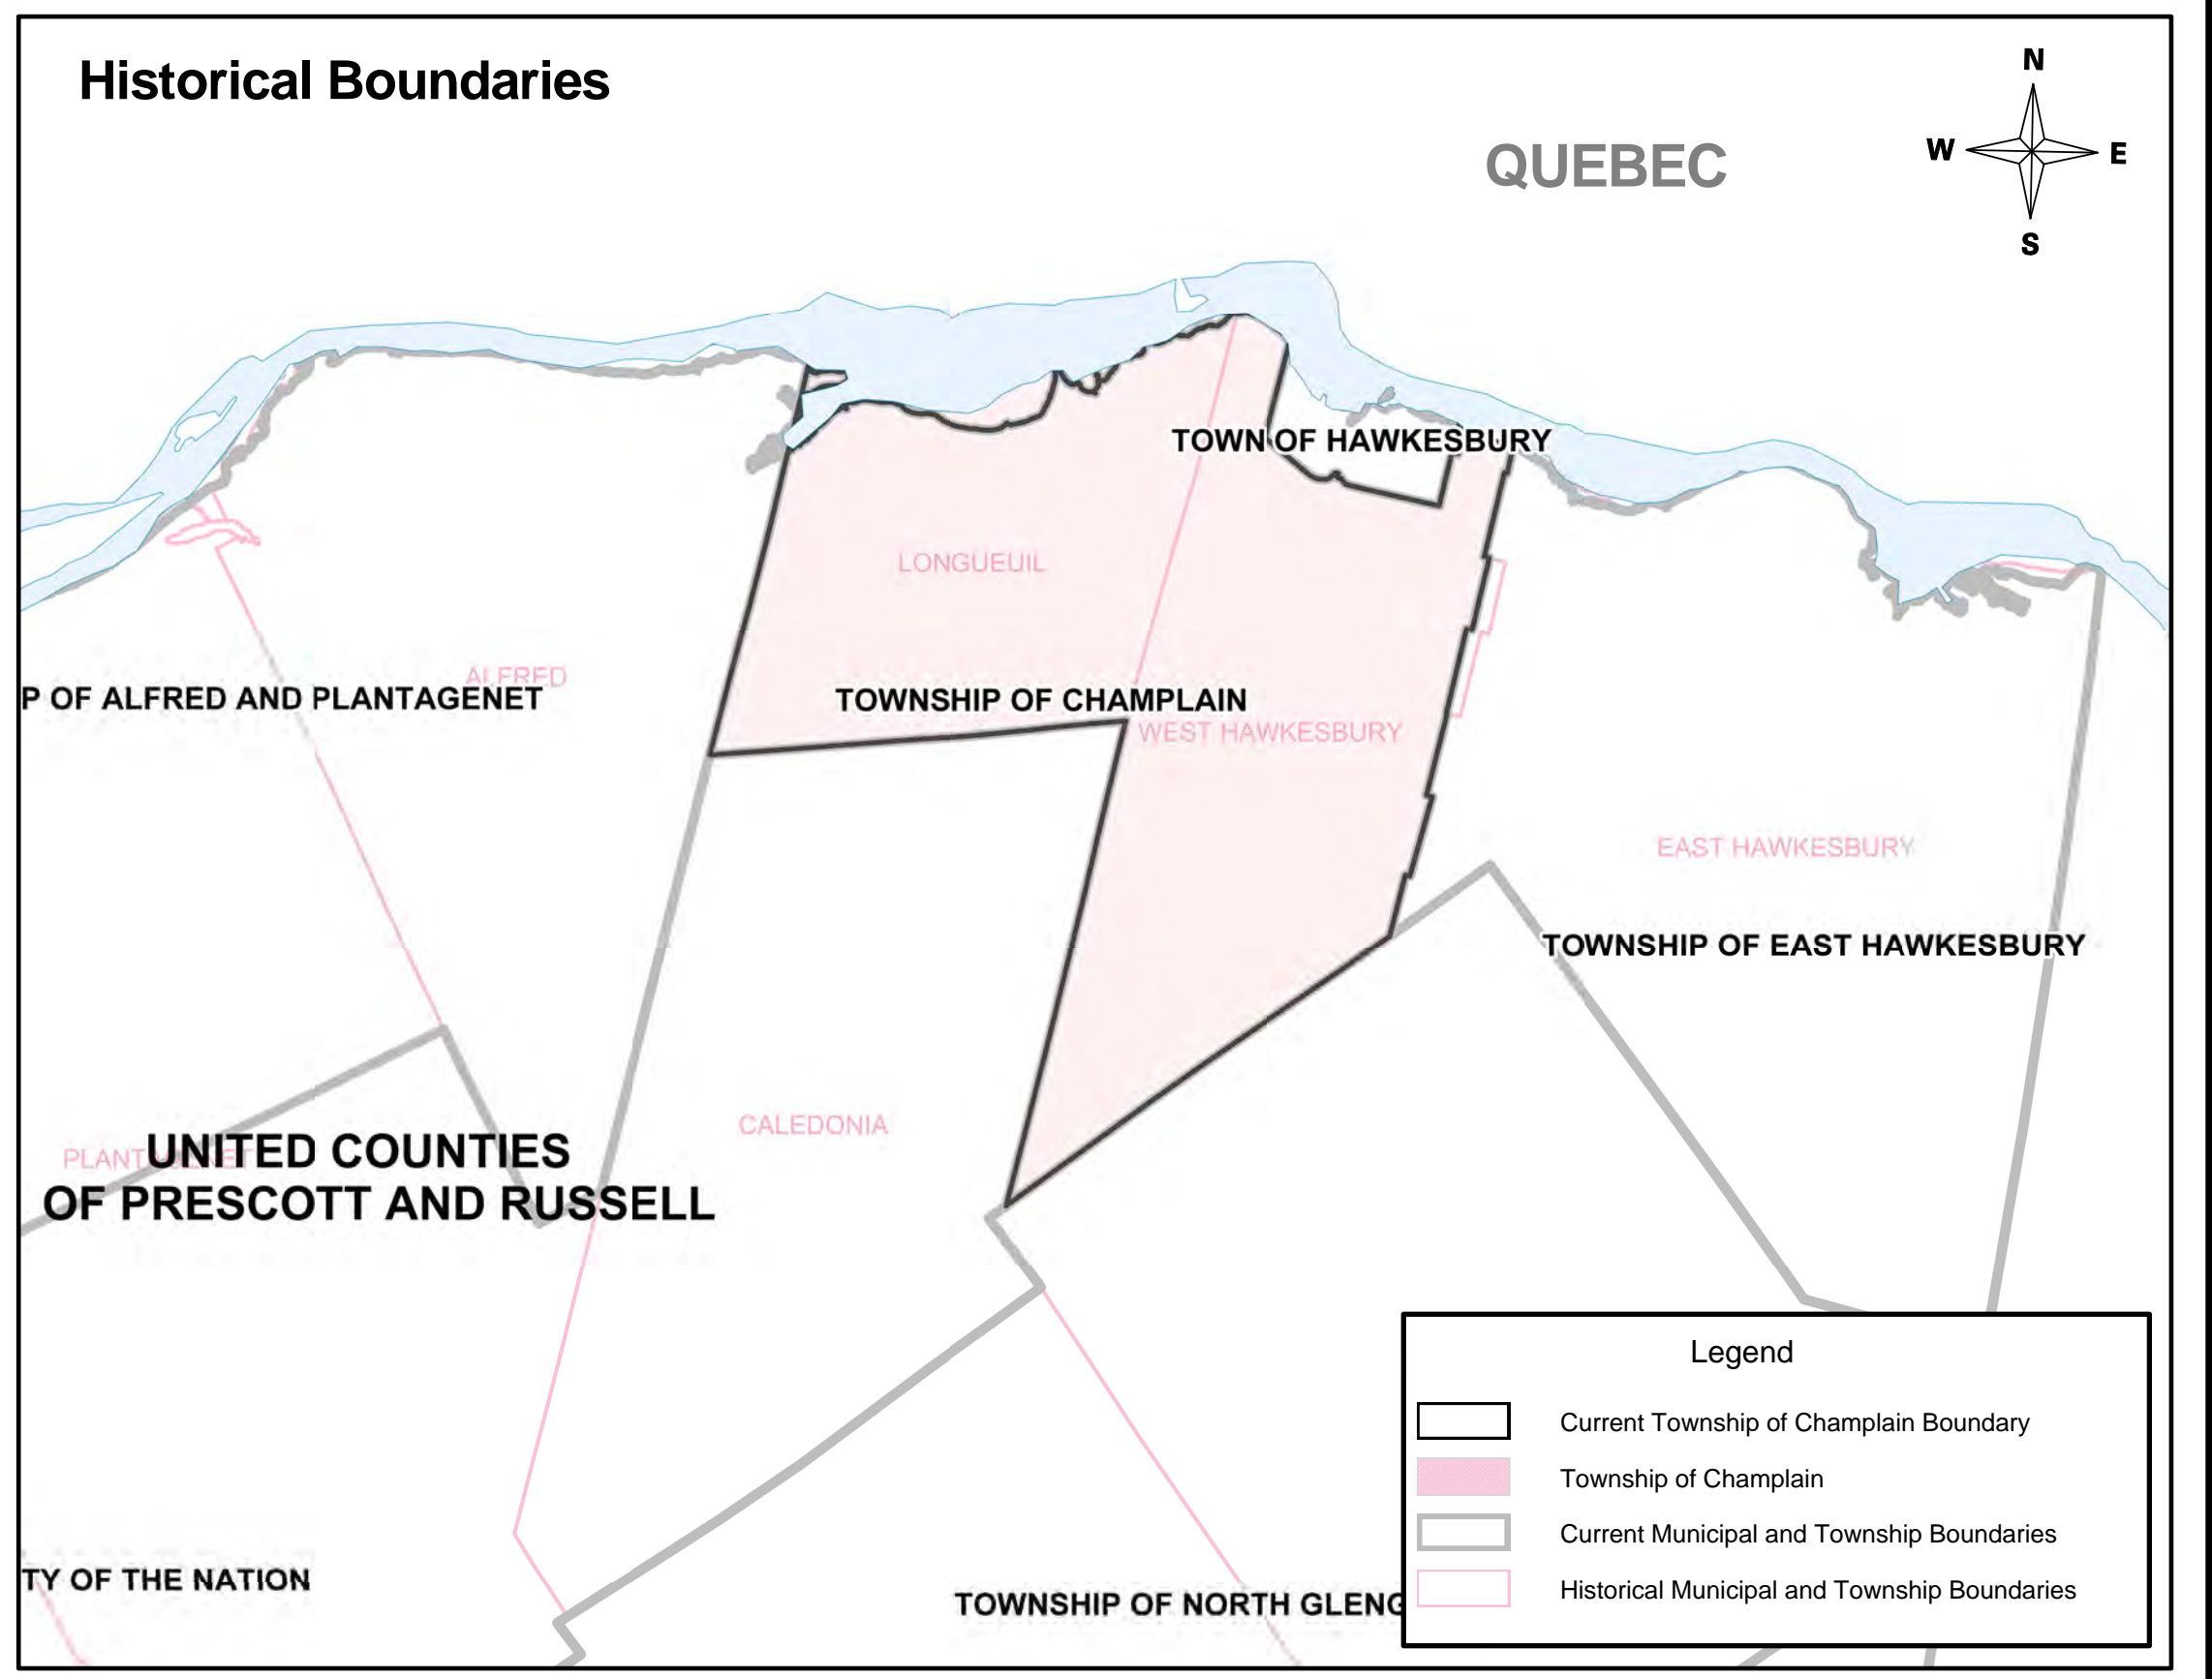 Historical Boundaries
N
QUEBEC
W
E
S
TOWN OF HAWKESBURY
LONGUEUIL
ALFRED
P OF ALFRED AND PLANTAGENET
TOWNSHIP OF CHAMPLAIN
WEST HAWKESBURY
EAST HAWKESBURY
TOWNSHIP OF EAST HAWKESBURY
CALEDONIA
PLANTAGENET
UNITED COUNTIES
OF PRESCOTT AND RUSSELL
TY OF THE NATION
TOWNSHIP OF NORTH GLENG
Legend
Current Township of Champlain Boundary
Township of Champlain
Current Municipal and Township Boundaries
Historical Municipal and Township Boundaries